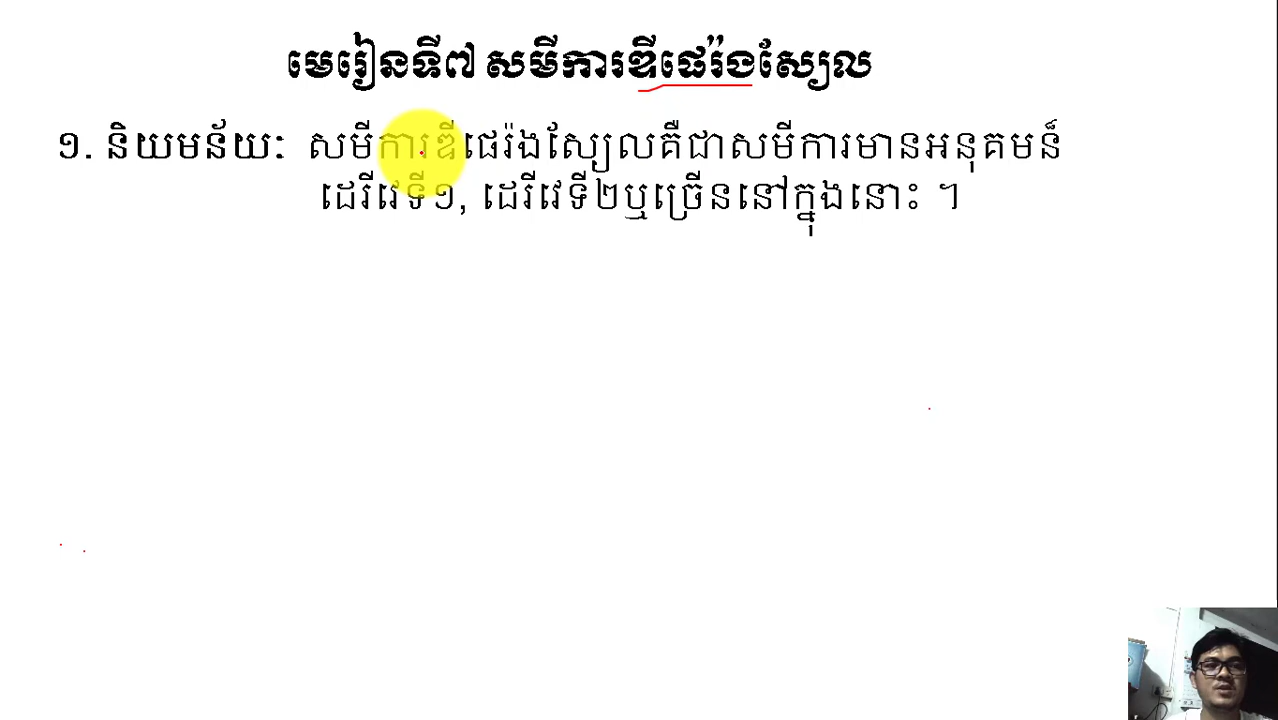 មេរៀនទី៧ សមីការឌីផេរ៉ងស្យែល
១. និយមន័យៈ សមីការឌីផេរ៉ងស្យែលគឺជាសមីការមានអនុគមន៍
ដេរីវេទី១, ដេរីវេទី២ឬច្រើននៅក្នុងនោះ ។